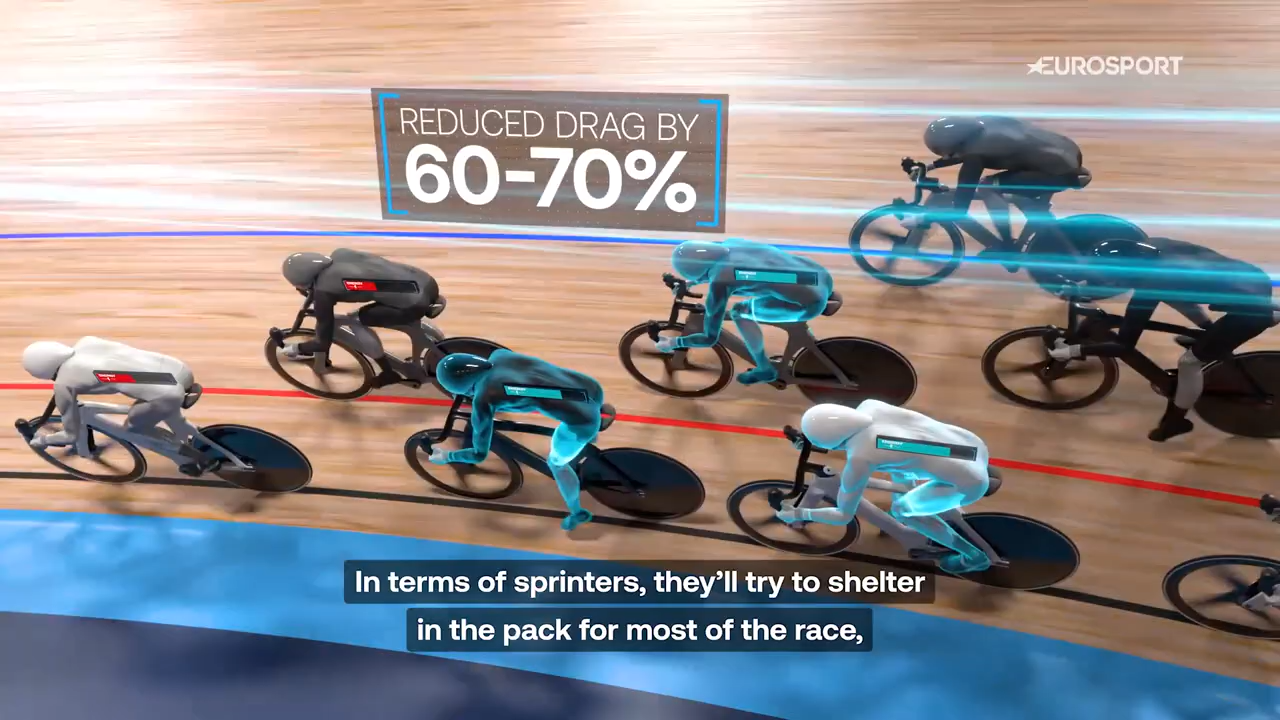 EUROSPORT
REDUCED DRAG BY
60-70%
In terms of sprinters, they’ll try to shelter
in the pack for most of the race,